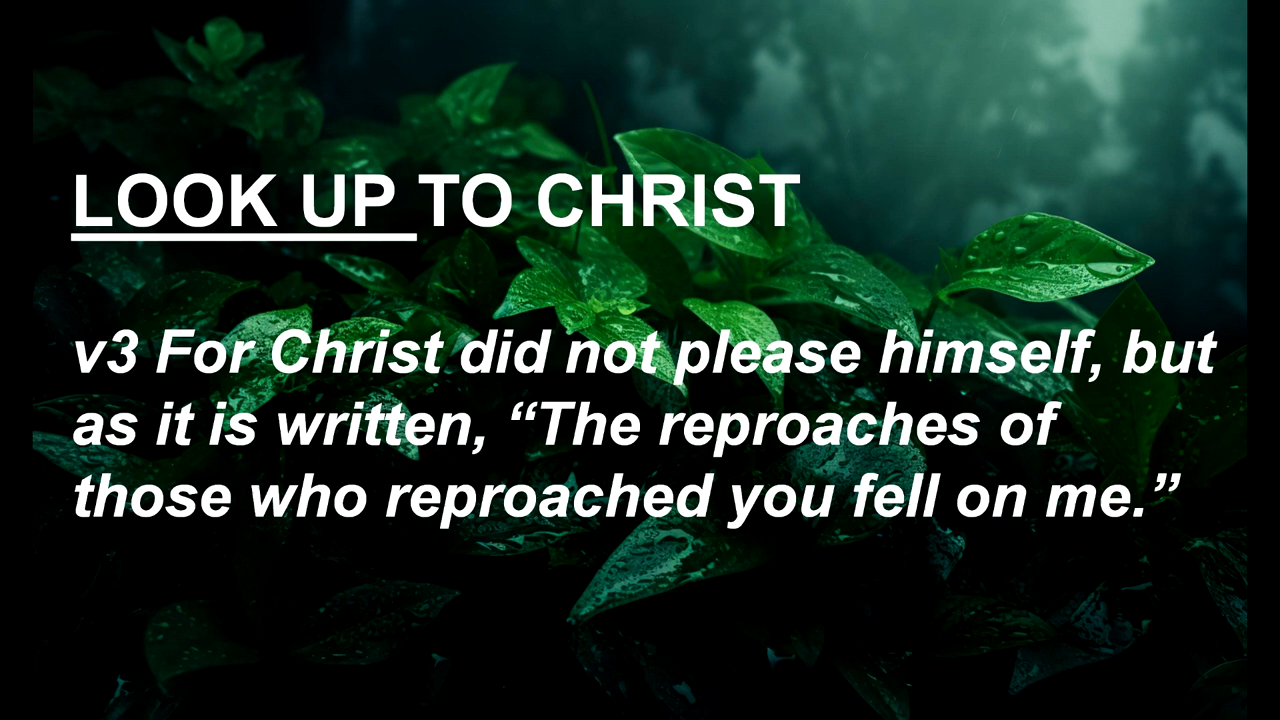 LOOK UP TO CHRIST
v3 For Christ did not please himself, but
as it is written, “The reproaches of
those who reproached you fell on me.”